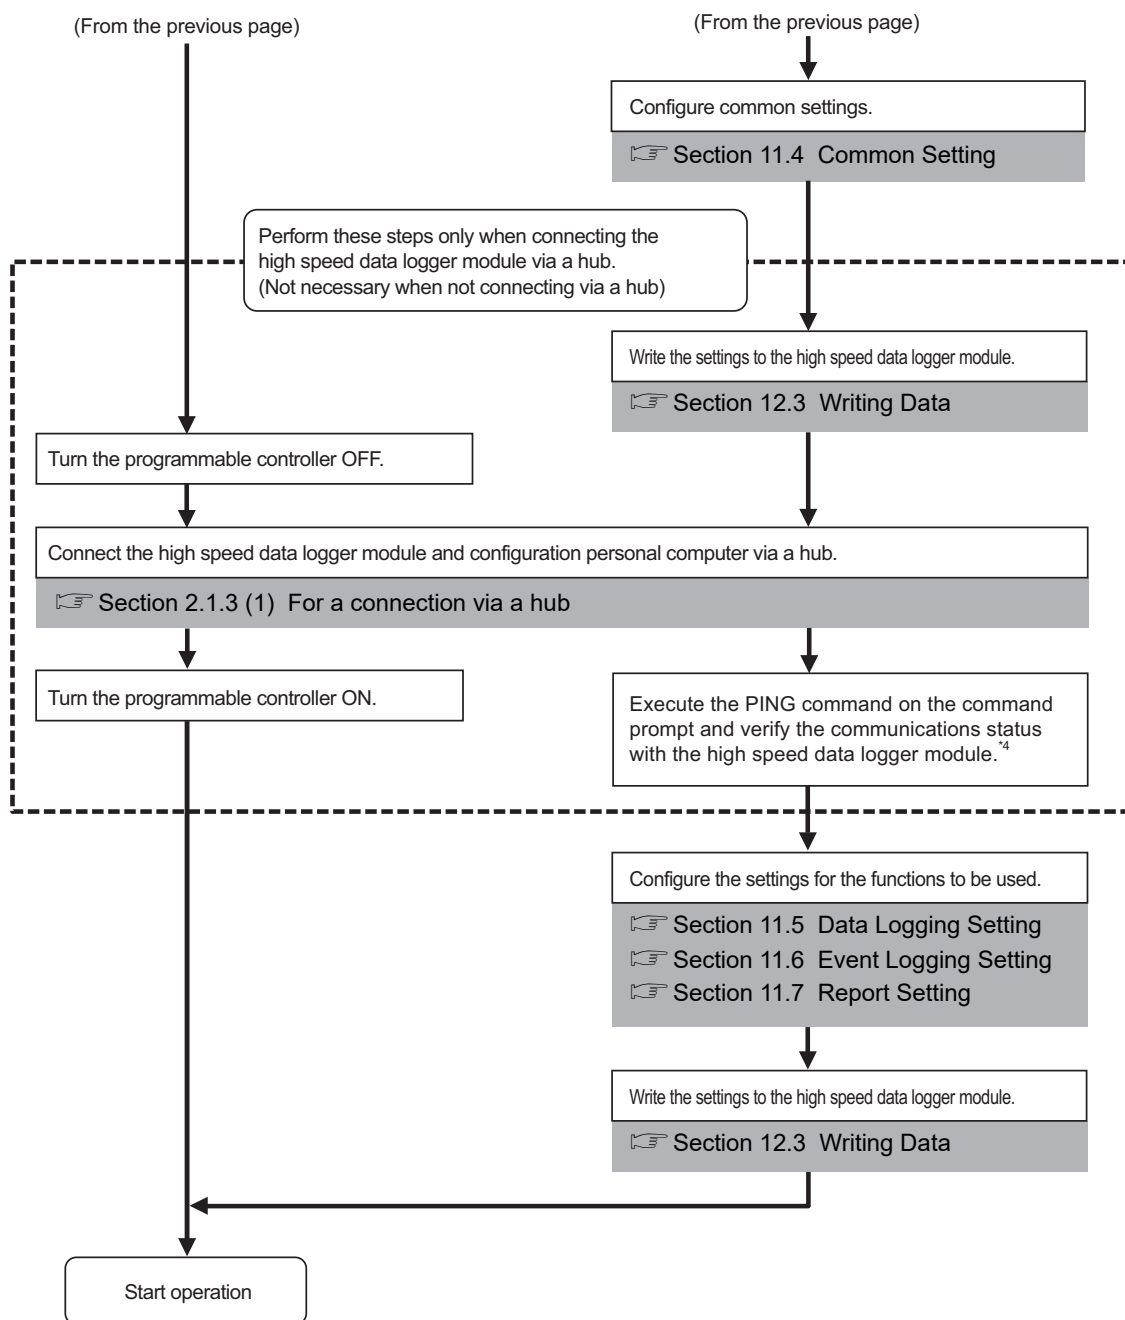 (From the previous page)
(From the previous page)
Configure common settings.
Section 11.4 Common Setting
Perform these steps only when connecting the
high speed data logger module via a hub.
(Not necessary when not connecting via a hub)
Write the settings to the high speed data logger module.
Section 12.3 Writing Data
Turn the programmable controller OFF.
Connect the high speed data logger module and configuration personal computer via a hub.
Section 2.1.3 (1) For a connection via a hub
Turn the programmable controller ON.
Execute the PING command on the command
prompt and verify the communications status
with the high speed data logger module.*4
Configure the settings for the functions to be used.
Section 11.5 Data Logging Setting
Section 11.6 Event Logging Setting
Section 11.7 Report Setting
Write the settings to the high speed data logger module.
Section 12.3 Writing Data
Start operation